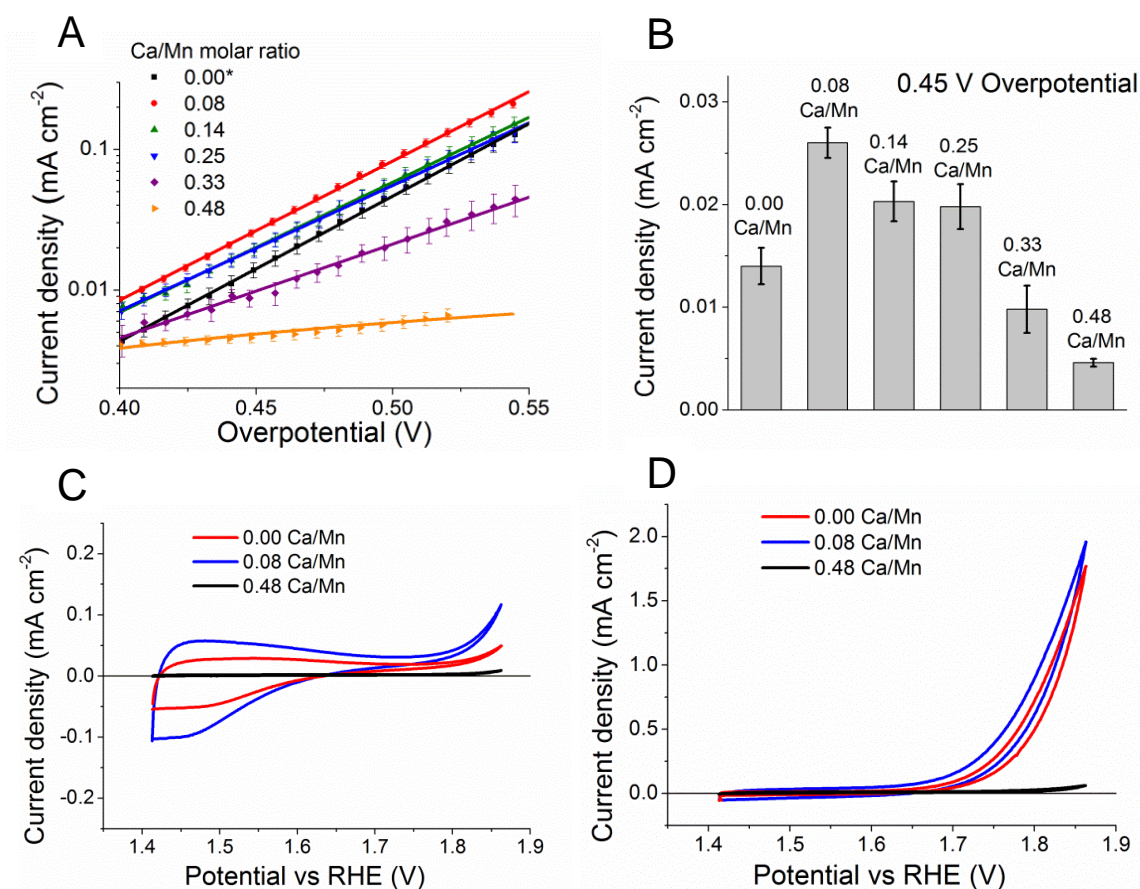 A
Ca/Mn molar ratio
0.00*
0.08
0.14
0.25
0.33
0.48
0.1
0.01
Current density (mA cm-2)
0.40 0.45 0.50 0.55
Overpotential (V)
B
0.45 V Overpotential
0.03
0.02
0.01
0.00
Current density (mA cm-2)
0.00
Ca/Mn
0.08
Ca/Mn
0.14
Ca/Mn
0.25
Ca/Mn
0.33
Ca/Mn
0.48
Ca/Mn
C
0.00 Ca/Mn
0.08 Ca/Mn
0.48 Ca/Mn
0.2
0.1
0.0
-0.1
-0.2
Current density (mA cm-2)
1.4 1.5 1.6 1.7 1.8 1.9
Potential vs RHE (V)
D
0.00 Ca/Mn
0.08 Ca/Mn
0.48 Ca/Mn
2.0
1.5
1.0
0.5
0.0
Current density (mA cm-2)
1.4 1.5 1.6 1.7 1.8 1.9
Potential vs RHE (V)